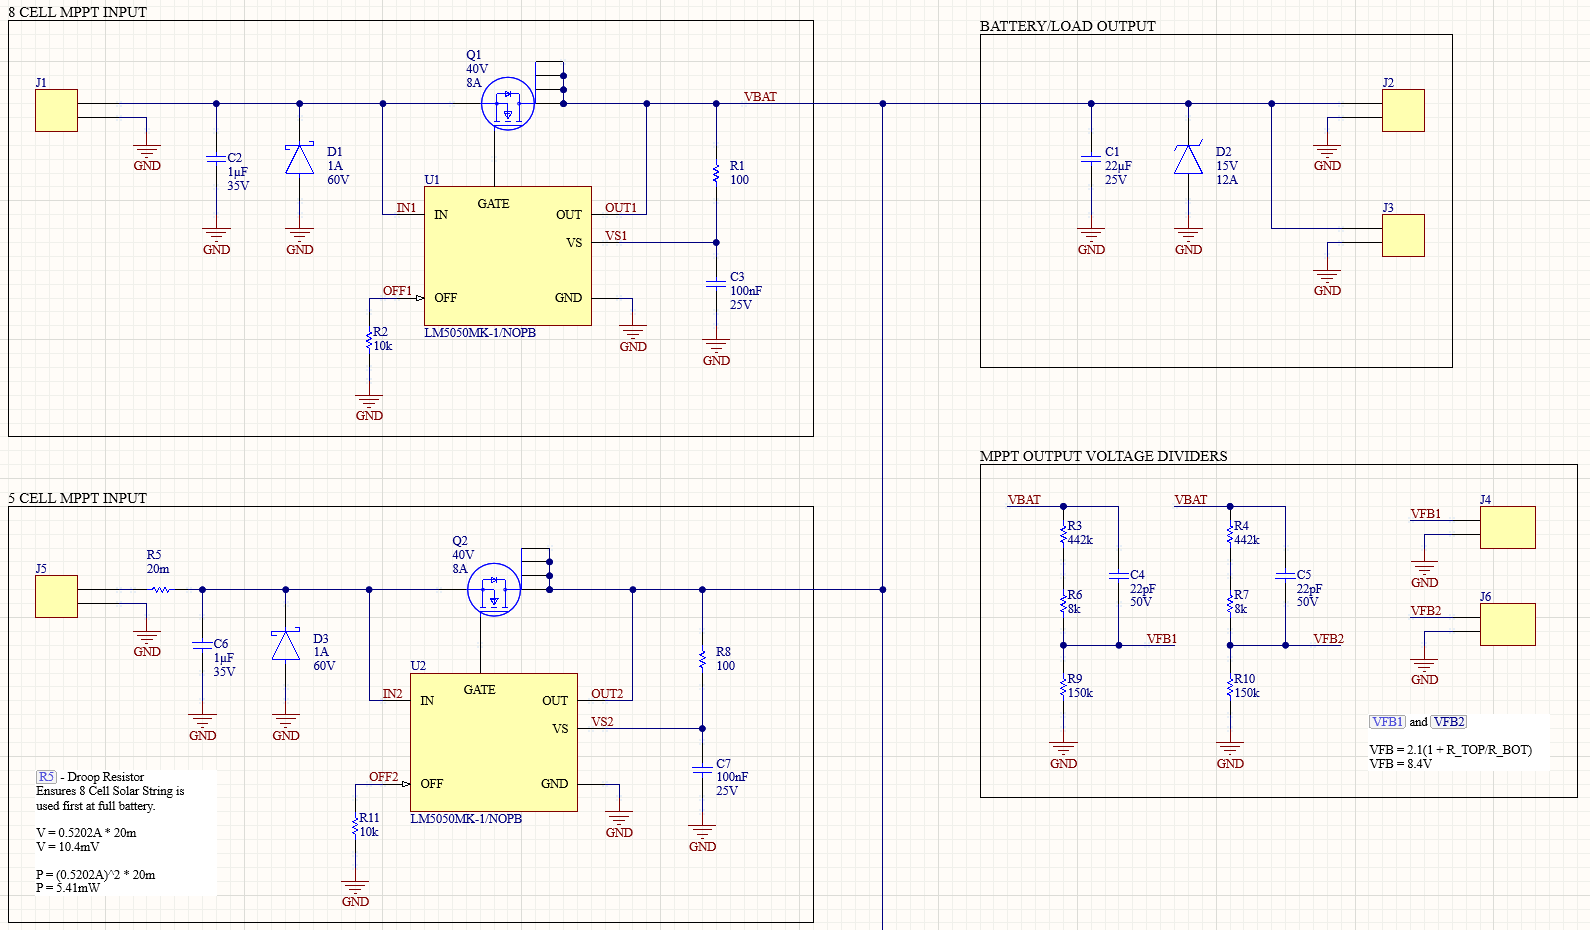 8 CELL MPPT INPUT
J1
GND
C2
1µF
35V
GND
D1
1A
60V
GND
Q1
40V
8A
U1
GATE
IN1
IN
OUT
OUT1
VS
VS1
OFF1
OFF
GND
LM5050MK-1/NOPB
GND
R2
10k
GND
VBAT
R1
100
C3
100nF
25V
GND
BATTERY/LOAD OUTPUT
C1
22µF
25V
GND
D2
15V
12A
GND
J2
GND
J3
GND
5 CELL MPPT INPUT
J5
R5
20m
GND
C6
1µF
35V
GND
D3
1A
60V
GND
Q2
40V
8A
U2
GATE
IN2
IN
OUT
OUT2
VS
VS2
OFF2
OFF
GND
LM5050MK-1/NOPB
GND
R11
10k
GND
R8
100
C7
100nF
25V
GND
R5 - Droop Resistor
Ensures 8 Cell Solar String is
used first at full battery.
V = 0.5202A * 20m
V = 10.4mV
P = (0.5202A)^2 * 20m
P = 5.41mW
MPPT OUTPUT VOLTAGE DIVIDERS
VBAT
R3
442k
R6
8k
C4
22pF
50V
VFB1
R9
150k
GND
VBAT
R4
442k
R7
8k
C5
22pF
50V
VFB2
R10
150k
GND
J4
VFB1
GND
J6
VFB2
GND
VFB1 and VFB2
VFB = 2.1(1 + R_TOP/R_BOT)
VFB = 8.4V